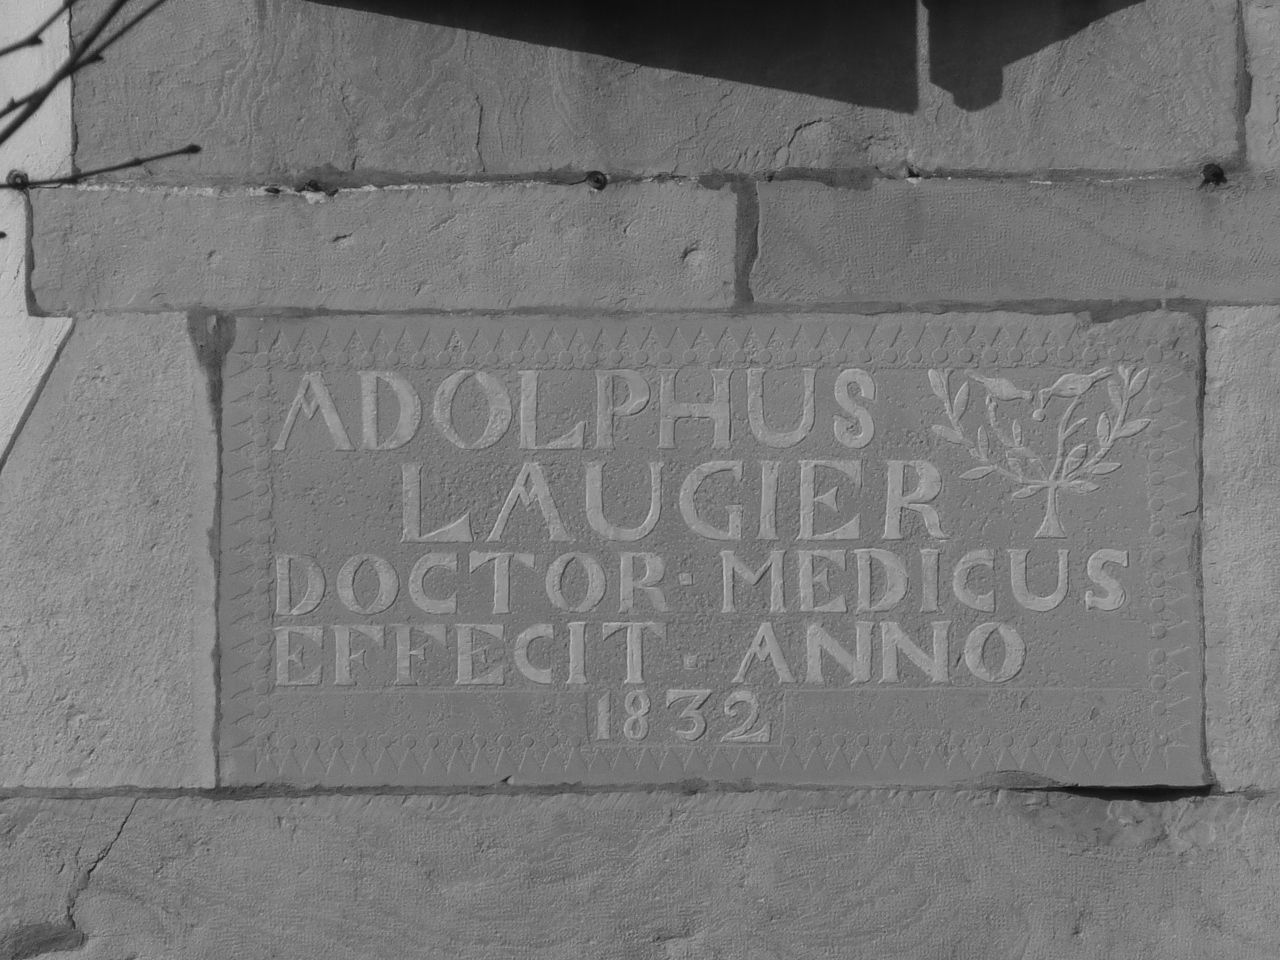 ADOLPHUS
LAUGIER
DOCTOR · MEDICUS
EFFECIT · ANNO
1832